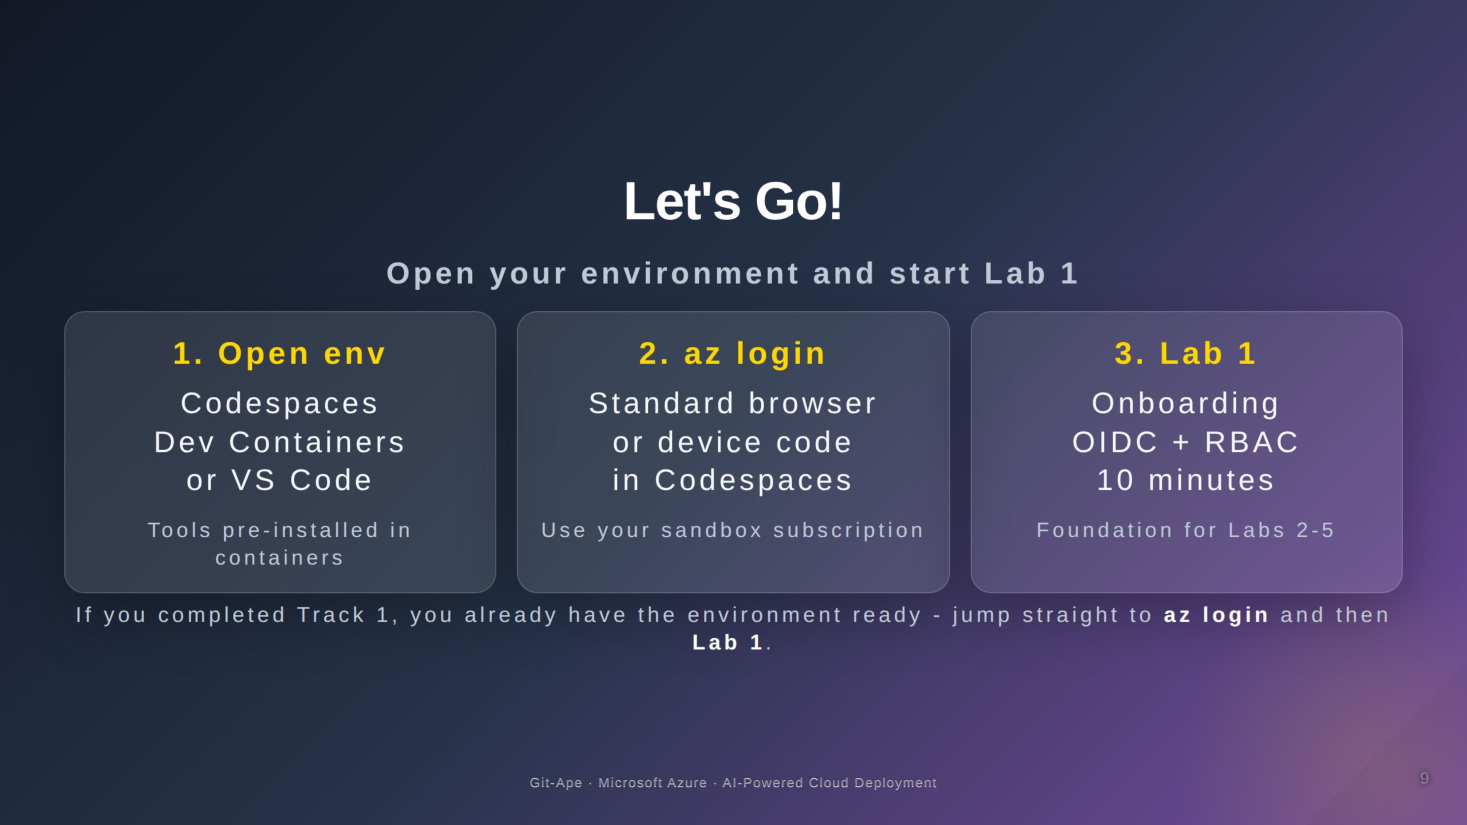 Let's Go!
Open your environment and start Lab 1
1. Open env
Codespaces
Dev Containers
or VS Code
Tools pre-installed in
containers
2. az login
Standard browser
or device code
in Codespaces
Use your sandbox subscription
3. Lab 1
Onboarding
OIDC + RBAC
10 minutes
Foundation for Labs 2-5
If you completed Track 1, you already have the environment ready - jump straight to az login and then
Lab 1.
Git-Ape · Microsoft Azure · AI-Powered Cloud Deployment
9